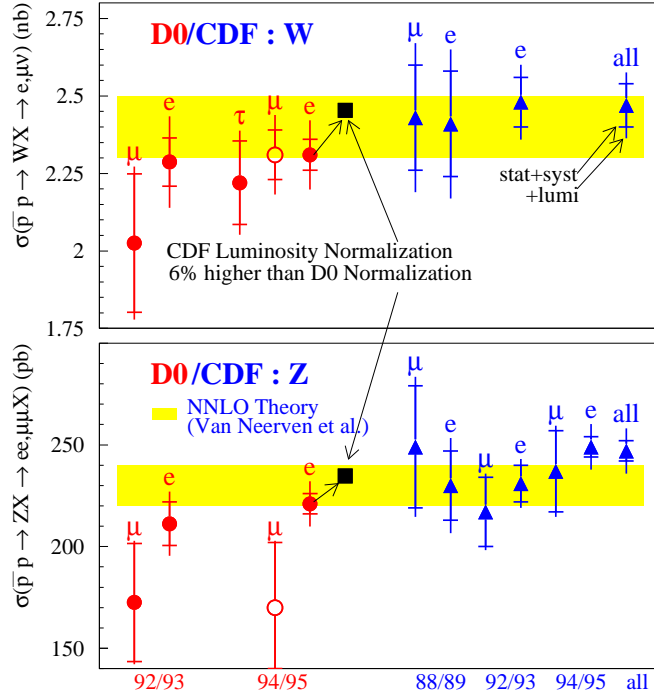 D0/CDF : W
σ(p̅ p → WX → e,μν) (nb)
2.75
2.5
2.25
2
1.75
μ
e
τ
μ
e
μ
e
e
all
stat+syst
+lumi
CDF Luminosity Normalization
6% higher than D0 Normalization
D0/CDF : Z
NNLO Theory
(Van Neerven et al.)
σ(p̅ p → ZX → ee,μμX) (pb)
250
200
150
μ
e
μ
e
μ
e
μ
e
μ
e
all
92/93
94/95
88/89
92/93
94/95
all